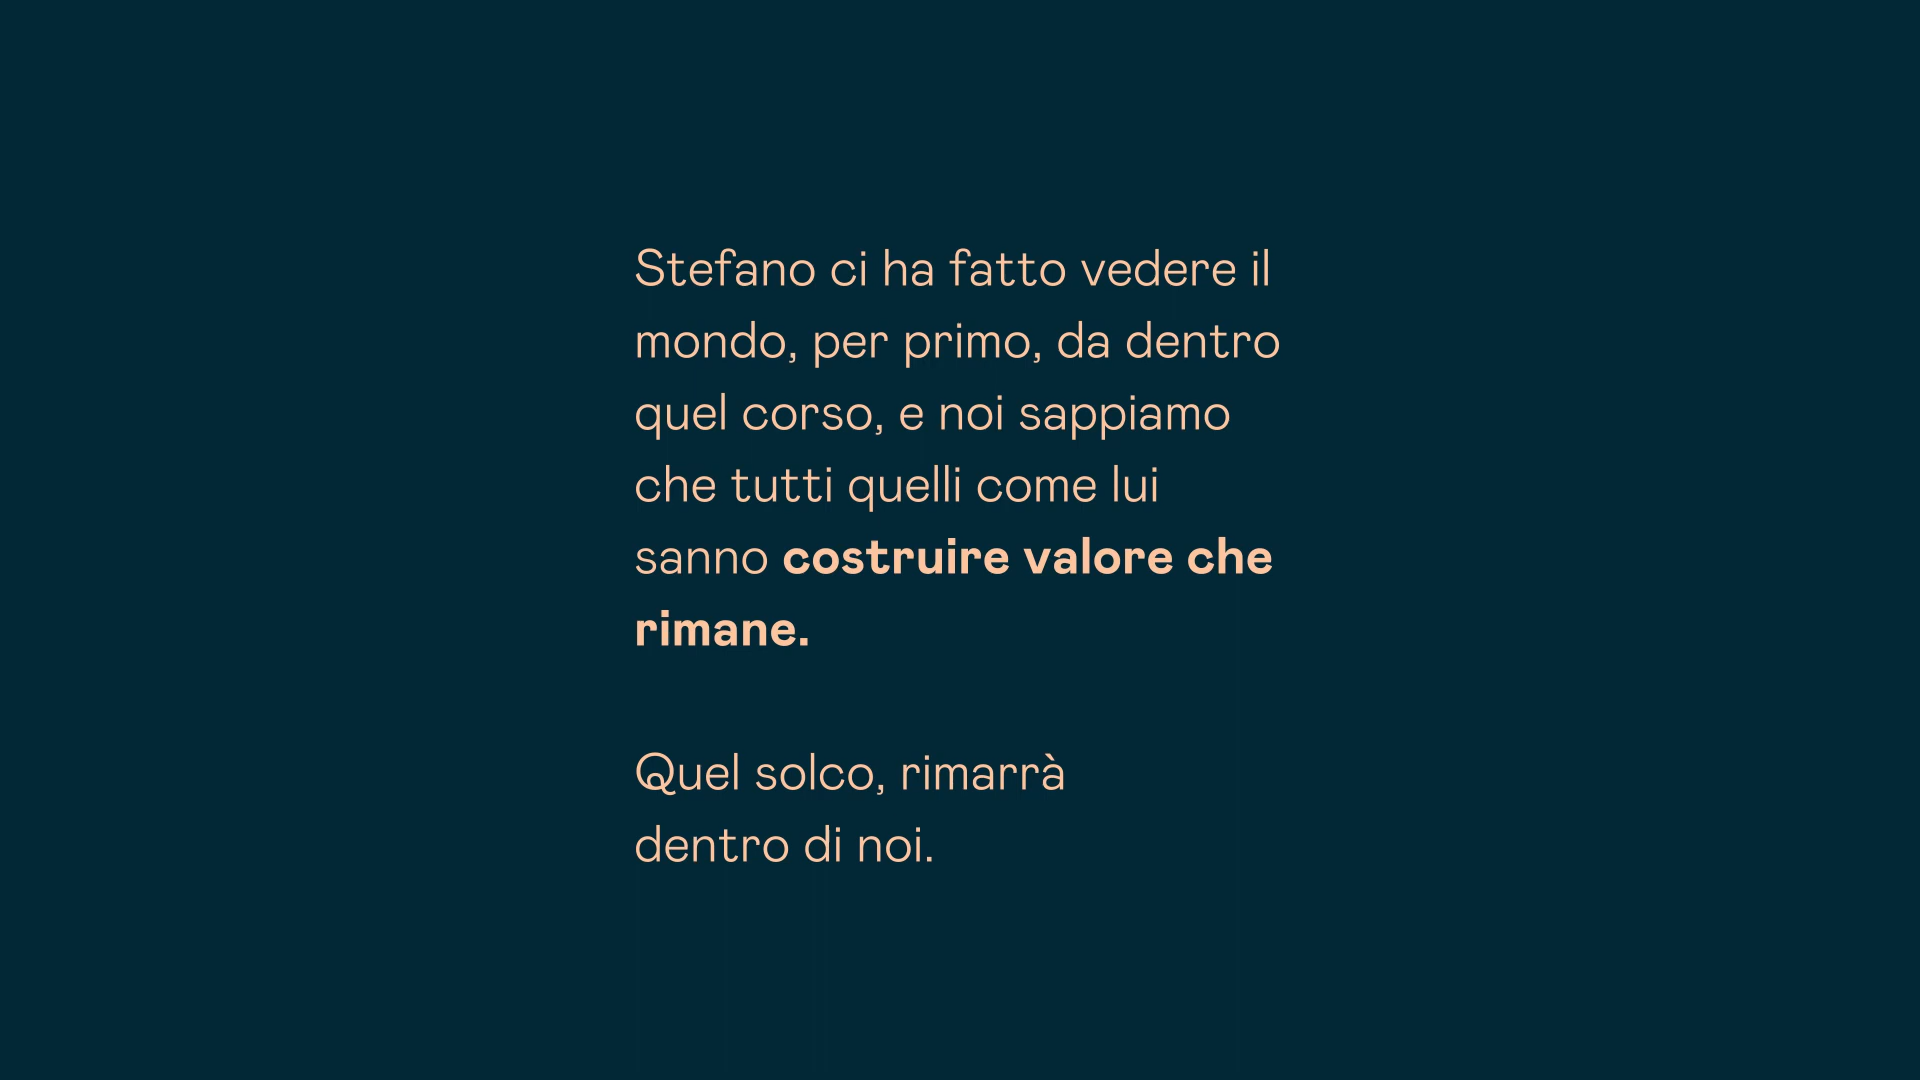 Stefano ci ha fatto vedere il
mondo, per primo, da dentro
quel corso, e noi sappiamo
che tutti quelli come lui
sanno costruire valore che
rimane.
Quel solco, rimarrà
dentro di noi.